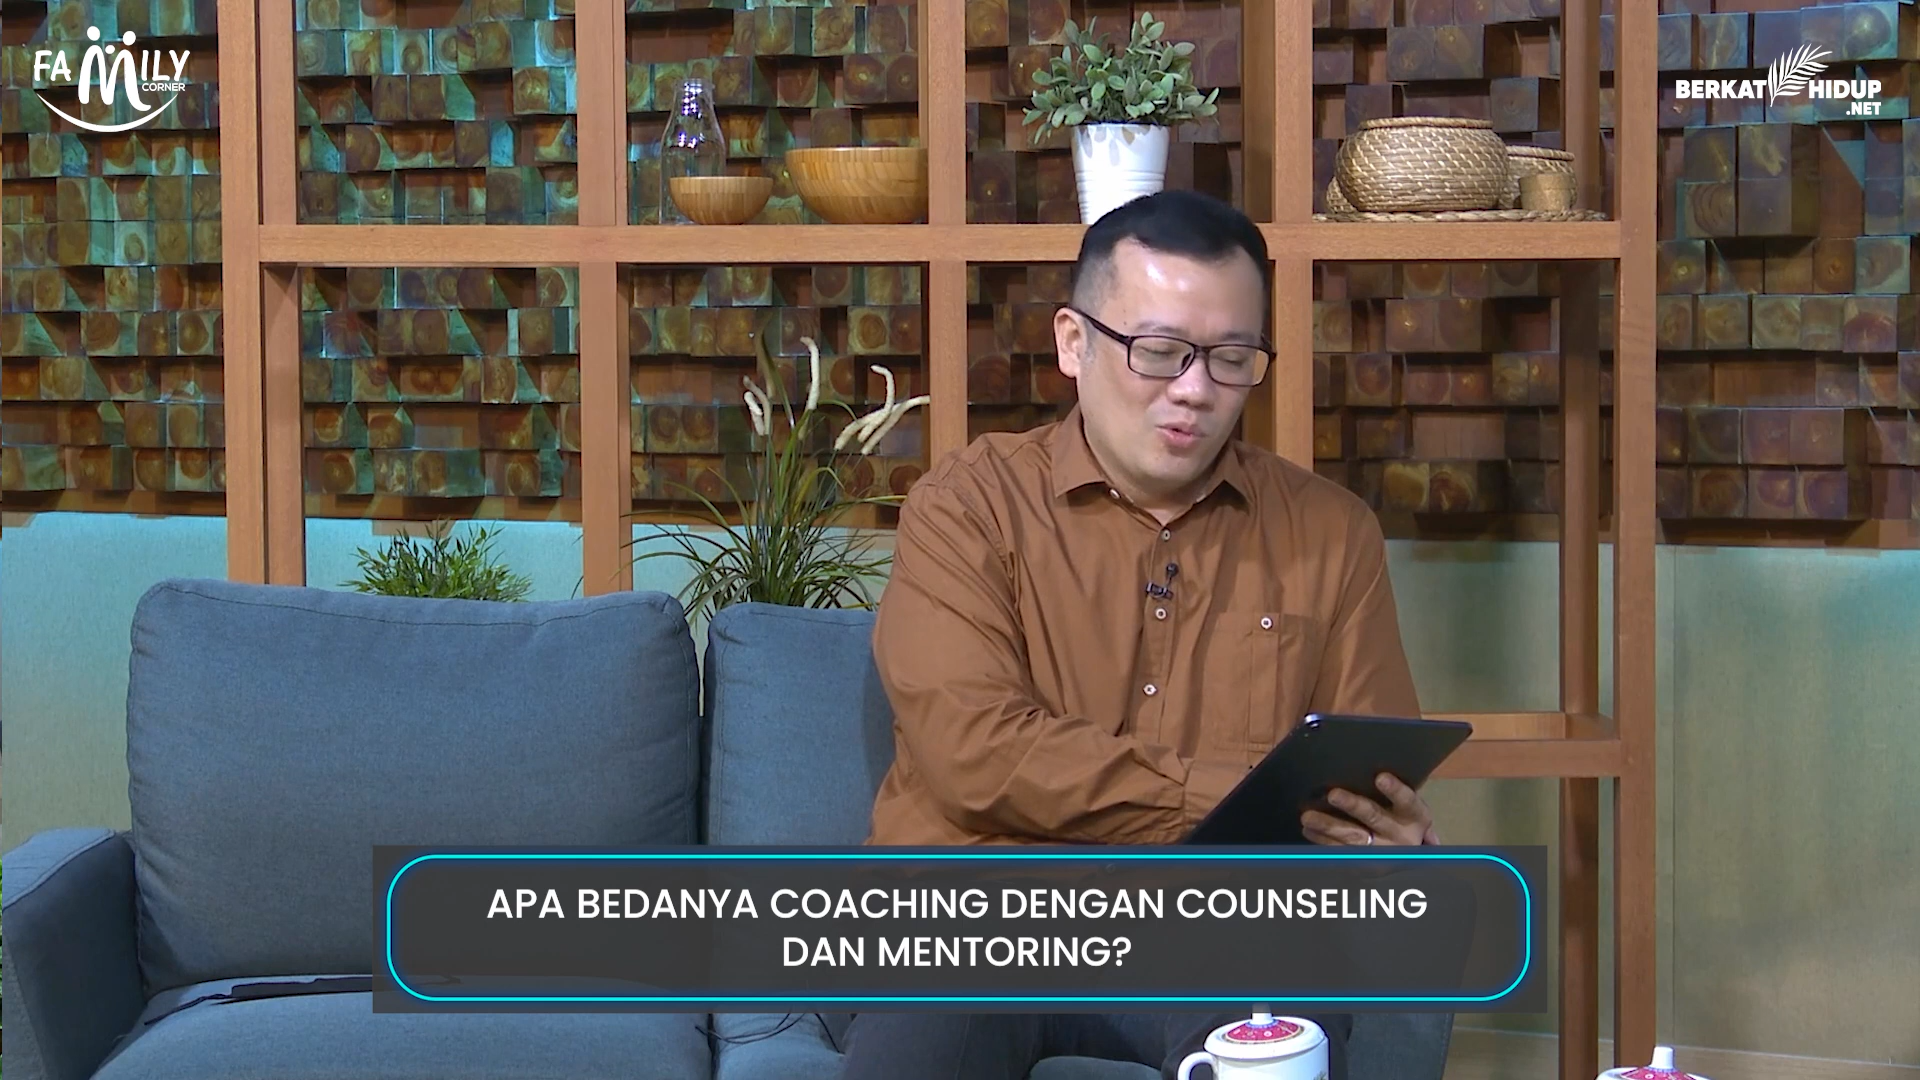 FAMILY
CORNER
BERKAT HIDUP
.NET
APA BEDANYA COACHING DENGAN COUNSELING
DAN MENTORING?